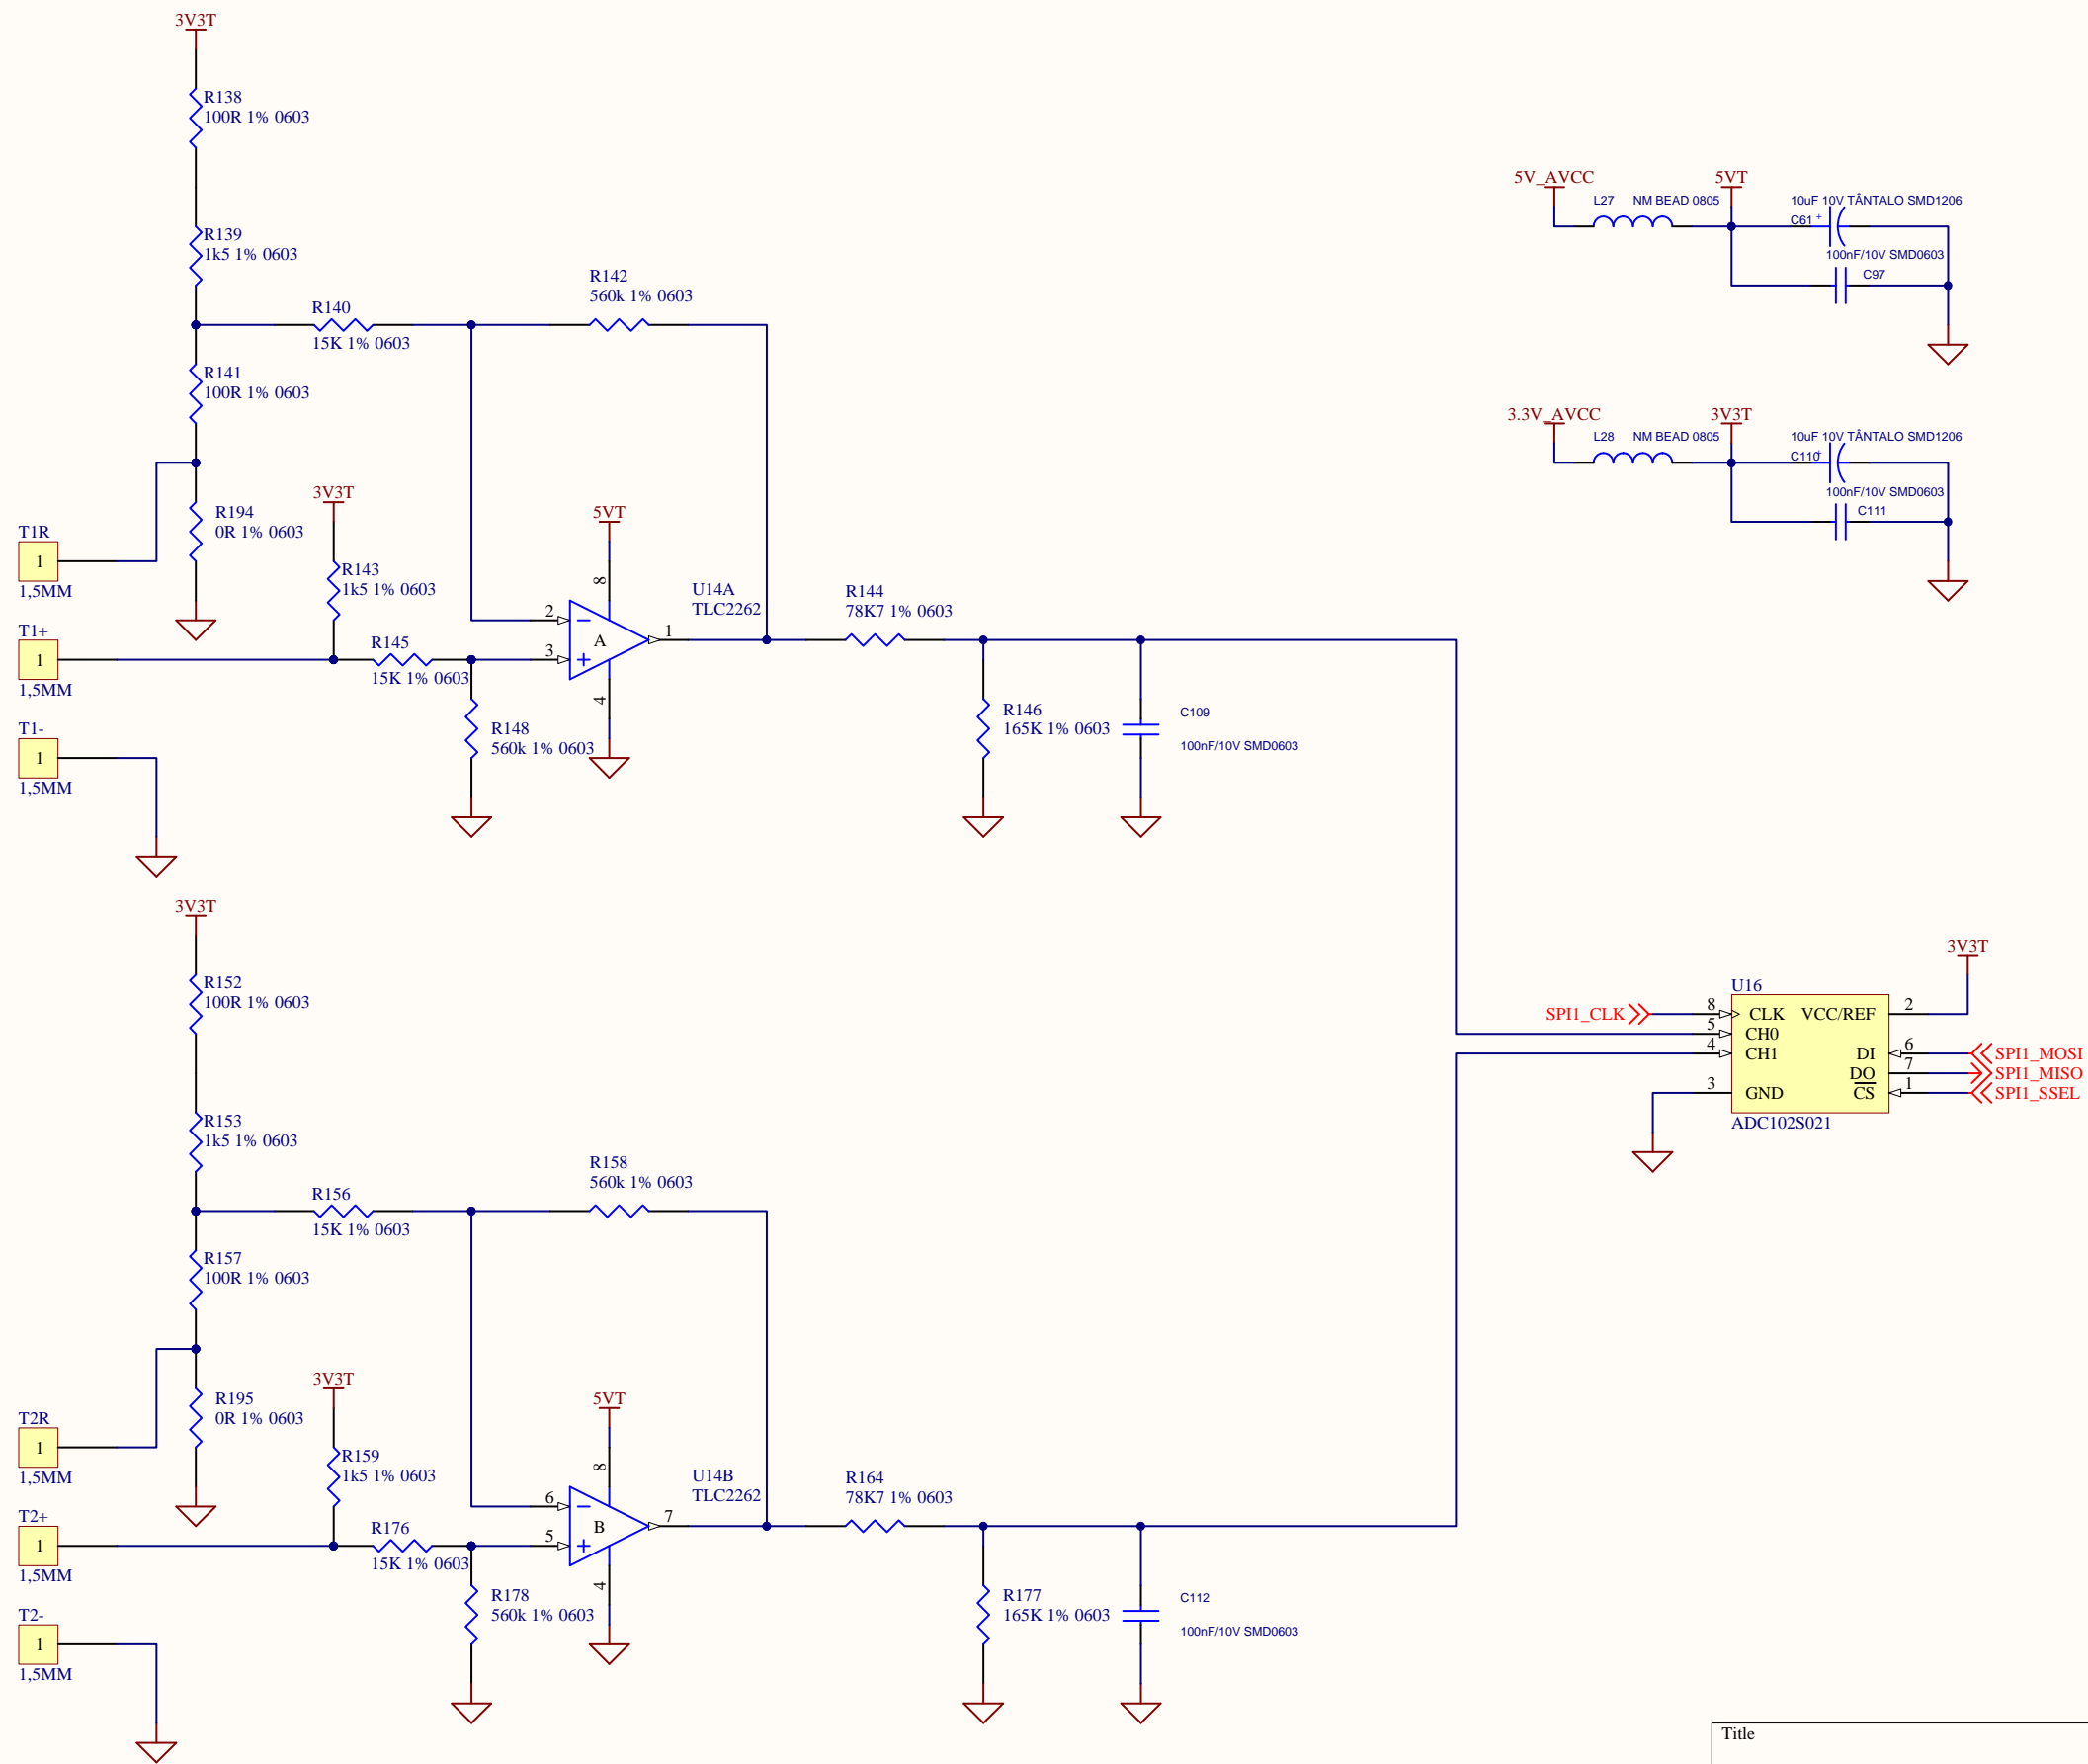 3V3T
R138
100R 1% 0603
R139
1k5 1% 0603
R140
15K 1% 0603
R142
560k 1% 0603
R141
100R 1% 0603
R194
0R 1% 0603
T1R
1
1,5MM
3V3T
R143
1k5 1% 0603
T1+
1
1,5MM
R145
15K 1% 0603
T1-
1
1,5MM
R148
560k 1% 0603
5VT
8
2
3
A
1
4
U14A
TLC2262
R144
78K7 1% 0603
R146
165K 1% 0603
C109
100nF/10V SMD0603
5V_AVCC
L27 NM BEAD 0805
5VT
10uF 10V TÂNTALO SMD1206
C61 +
100nF/10V SMD0603
C97
3.3V_AVCC
L28 NM BEAD 0805
3V3T
10uF 10V TÂNTALO SMD1206
C110 +
100nF/10V SMD0603
C111
3V3T
R152
100R 1% 0603
R153
1k5 1% 0603
R156
15K 1% 0603
R158
560k 1% 0603
R157
100R 1% 0603
R195
0R 1% 0603
T2R
1
1,5MM
3V3T
R159
1k5 1% 0603
T2+
1
1,5MM
R176
15K 1% 0603
T2-
1
1,5MM
R178
560k 1% 0603
5VT
8
6
5
B
7
4
U14B
TLC2262
R164
78K7 1% 0603
R177
165K 1% 0603
C112
100nF/10V SMD0603
3V3T
U16
SPI1_CLK 8 CLK VCC/REF 2
5 CH0
4 CH1 DI 6 SPI1_MOSI
DO 7 SPI1_MISO
3 GND CS 1 SPI1_SSEL
ADC102S021
Title